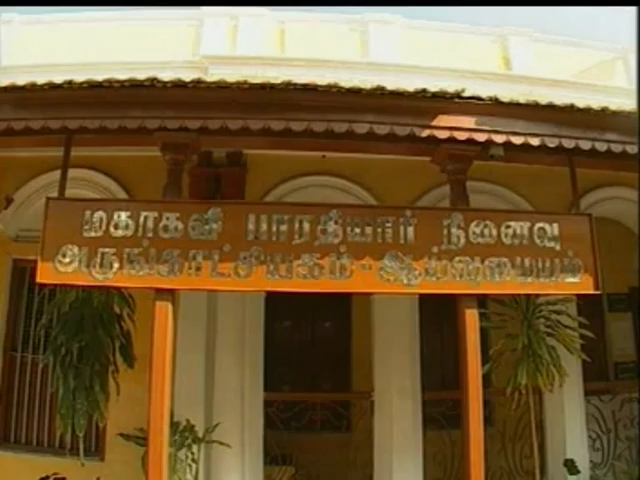 மகாகவி பாரதியார் நினைவு
அருங்காட்சியகம்-ஆய்வுமையம்